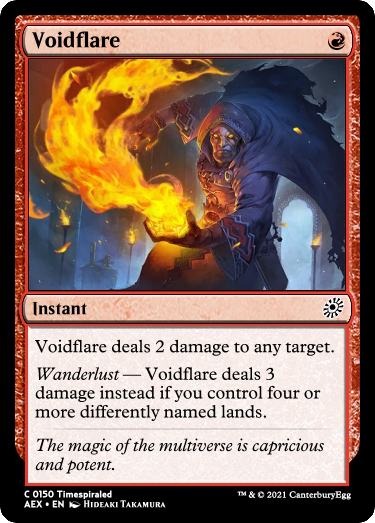 Voidflare
Instant
Voidflare deals 2 damage to any target.
Wanderlust — Voidflare deals 3
damage instead if you control four or
more differently named lands.
The magic of the multiverse is capricious
and potent.
C 0150 Timespiraled
AEX • EN Hideaki Takamura
™ & © 2021 CanterburyEgg